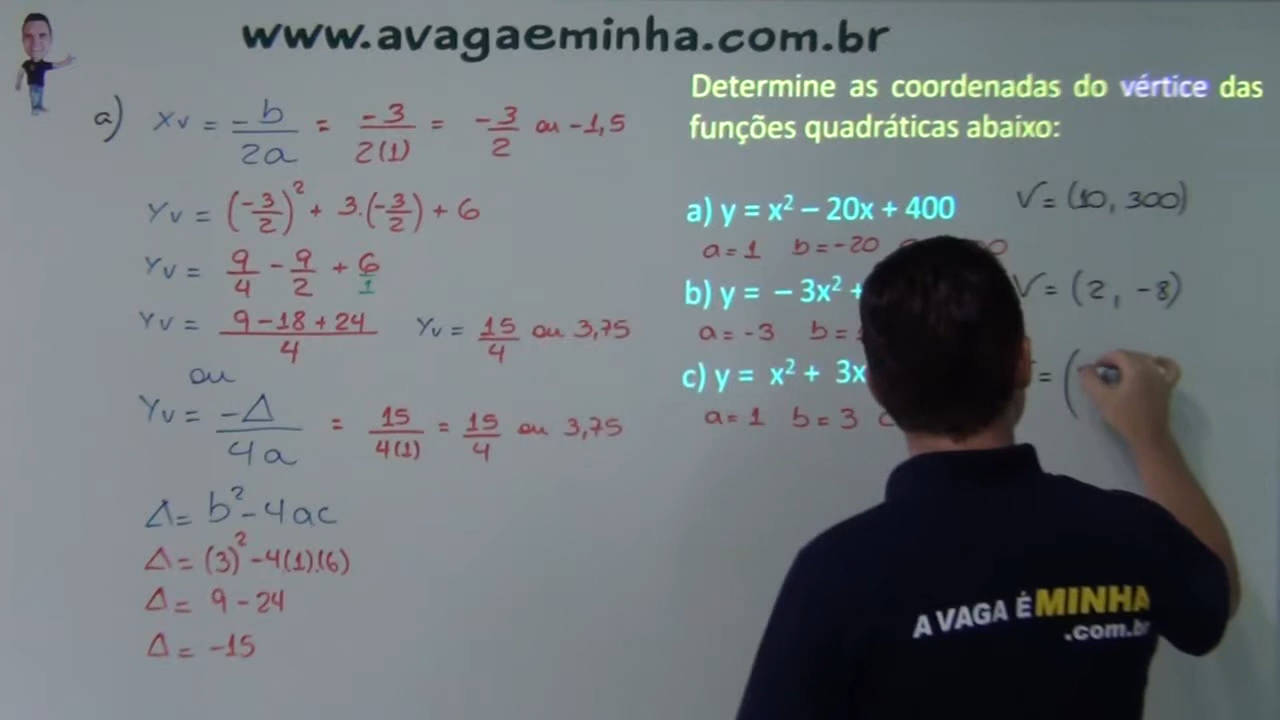 www.avagaeminha.com.br
a) Xv = -b/2a = -3/2(1) = -3/2 ou -1,5
Yv = (-3/2)² + 3.(-3/2) + 6
Yv = 9/4 - 9/2 + 6/1
Yv = 9-18+24/4 Yv = 15/4 ou 3,75
ou
Yv = -Δ/4a = 15/4(1) = 15/4 ou 3,75
Δ = b²-4ac
Δ = (3)²-4(1).(6)
Δ = 9-24
Δ = -15
Determine as coordenadas do vértice das
funções quadráticas abaixo:
a) y = x² – 20x + 400 V = (10, 300)
a=1 b=-20
b) y = – 3x² + V = (2, -8)
a=-3 b=
c) y = x² + 3x = (
a=1 b=3 c
A VAGA É MINHA
.com.br